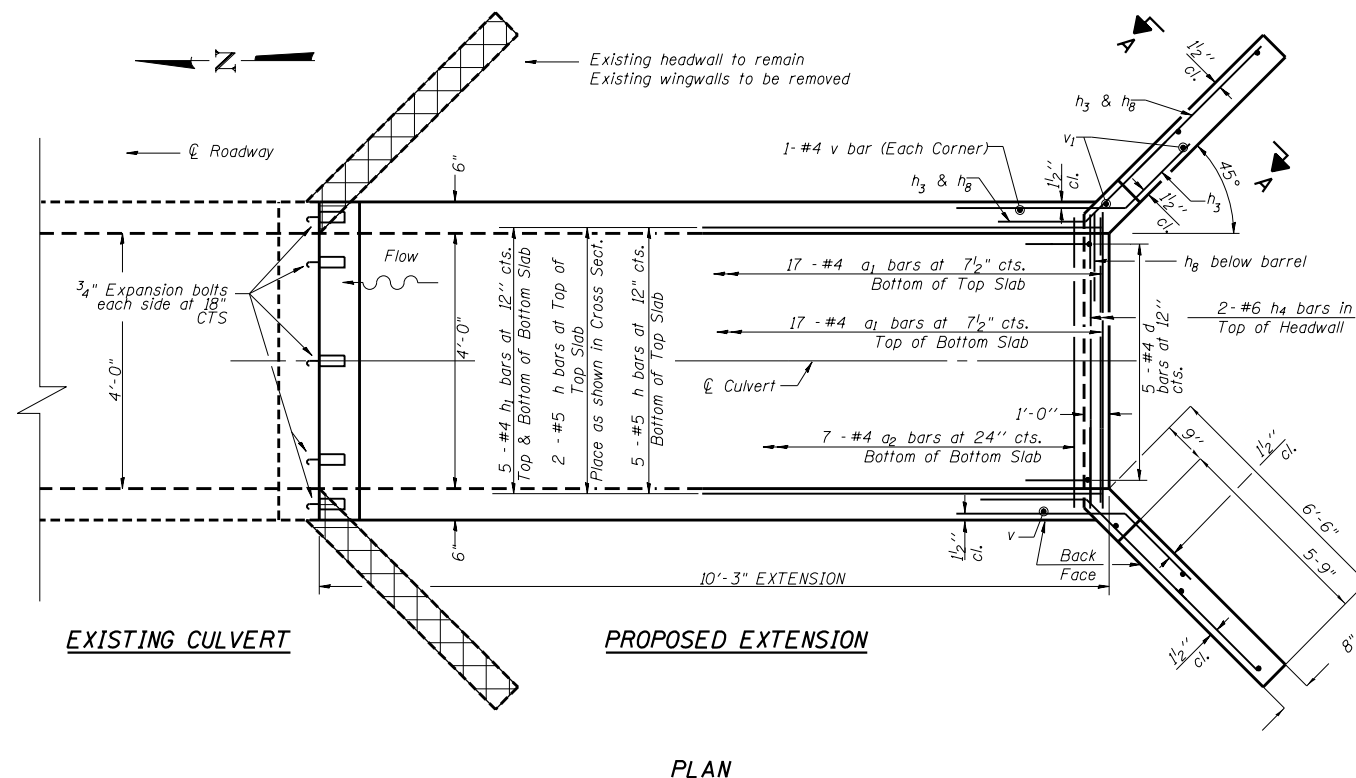 N
Existing headwall to remain
Existing wingwalls to be removed
℄ Roadway
A
A
1½" cl.
h3 & h8
v1
1-#4 v bar (Each Corner)
h3 & h8
1½" cl.
1½" cl.
h3
45°
6"
Flow
¾" Expansion bolts
each side at 18"
CTS
4'-0"
4'-0"
5 -#4 h1 bars at 12" cts.
Top & Bottom of Bottom Slab
2 -#5 h bars at Top of
Top Slab
Place as shown in Cross Sect.
5 -#5 h bars at 12" cts.
Bottom of Top Slab
17 -#4 a1 bars at 7½" cts.
Bottom of Top Slab
17 -#4 a1 bars at 7½" cts.
Top of Bottom Slab
℄ Culvert
7 -#4 a2 bars at 24" cts.
Bottom of Bottom Slab
1'-0"
h8 below barrel
2-#6 h4 bars in
Top of Headwall
5 -#4 d
bars at 12"
cts.
9"
1½" cl.
6'-6"
5-9"
8"
1½" cl.
6"
1½" cl.
v
Back
Face
10'-3" EXTENSION
EXISTING CULVERT
PROPOSED EXTENSION
PLAN